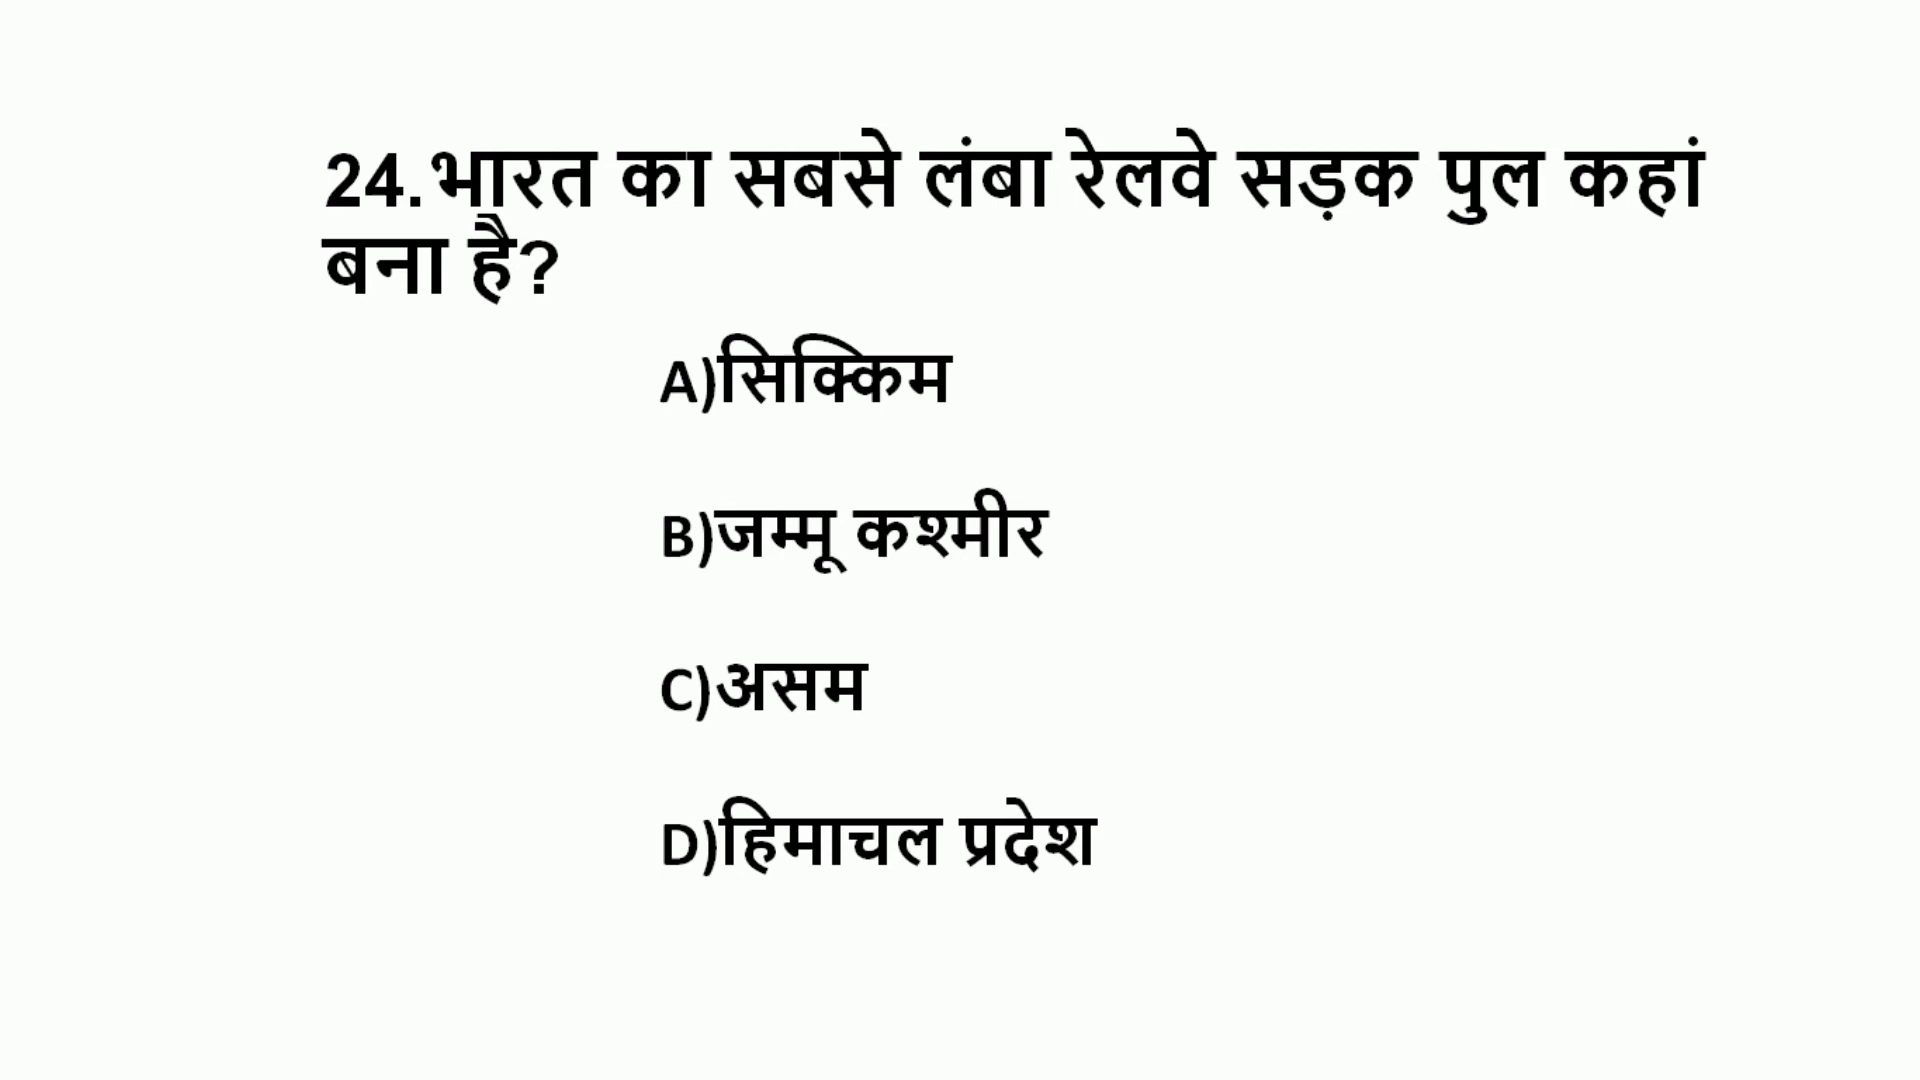 24.भारत का सबसे लंबा रेलवे सड़क पुल कहां
बना है?
A)सिक्किम
B)जम्मू कश्मीर
C)असम
D)हिमाचल प्रदेश